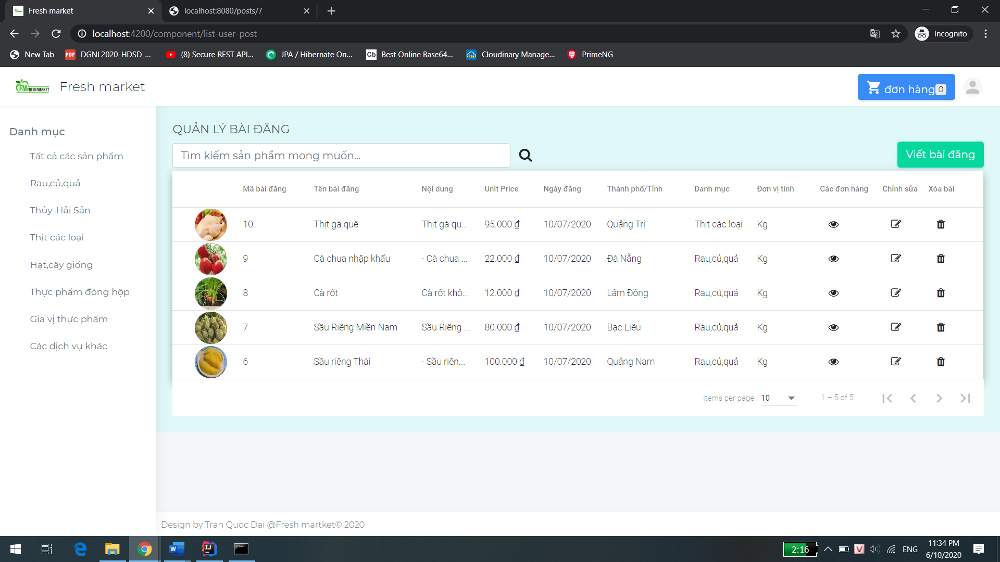 Fresh market
localhost:8080/posts/7
localhost:4200/component/list-user-post
Incognito
New Tab
DGNL2020_HDSD_...
(8) Secure REST API...
JPA / Hibernate On...
Cb
Best Online Base64...
Cloudinary Manage...
PrimeNG
PDF
FM FRESH MARKET
Fresh market
đơn hàng 0
Danh mục
Tất cả các sản phẩm
Rau,củ,quả
Thủy-Hải Sản
Thịt các loại
Hạt,cây giống
Thực phẩm đóng hộp
Gia vị thực phẩm
Các dịch vụ khác
QUẢN LÝ BÀI ĐĂNG
Tìm kiếm sản phẩm mong muốn...
Viết bài đăng
Mã bài đăng Tên bài đăng Nội dung Unit Price Ngày đăng Thành phố/Tỉnh Danh mục Đơn vị tính Các đơn hàng Chỉnh sửa Xóa bài
10 Thịt gà quê Thịt gà qu... 95.000 ₫ 10/07/2020 Quảng Trị Thịt các loại Kg
9 Cà chua nhập khẩu - Cà chua ... 22.000 ₫ 10/07/2020 Đà Nẵng Rau,củ,quả Kg
8 Cà rốt Cà rốt khô... 12.000 ₫ 10/07/2020 Lâm Đồng Rau,củ,quả Kg
7 Sầu Riêng Miền Nam Sầu Riêng ... 80.000 ₫ 10/07/2020 Bạc Liêu Rau,củ,quả Kg
6 Sầu riêng Thái - Sầu riên... 100.000 ₫ 10/07/2020 Quảng Nam Rau,củ,quả Kg
Items per page: 10 1 – 5 of 5
Design by Tran Quoc Dai @Fresh martket© 2020
2:16
ENG
11:34 PM
6/10/2020